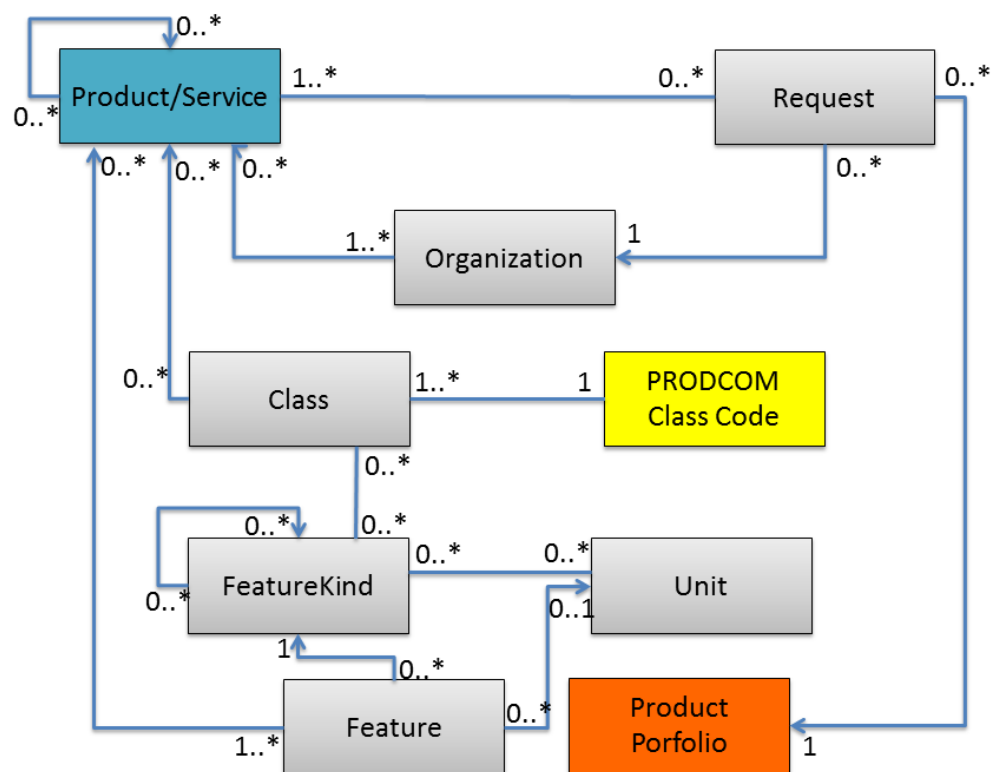 0..*
Product/Service
0..*
1..*
0..*
Request
0..*
0..*
0..*
0..*
0..*
1..*
Organization
1
0..*
Class
1..*
1
PRODCOM
Class Code
0..*
0..*
0..*
0..*
FeatureKind
0..*
0..*
0..*
Unit
0..1
1
0..*
Feature
1..*
0..*
Product
Porfolio
1